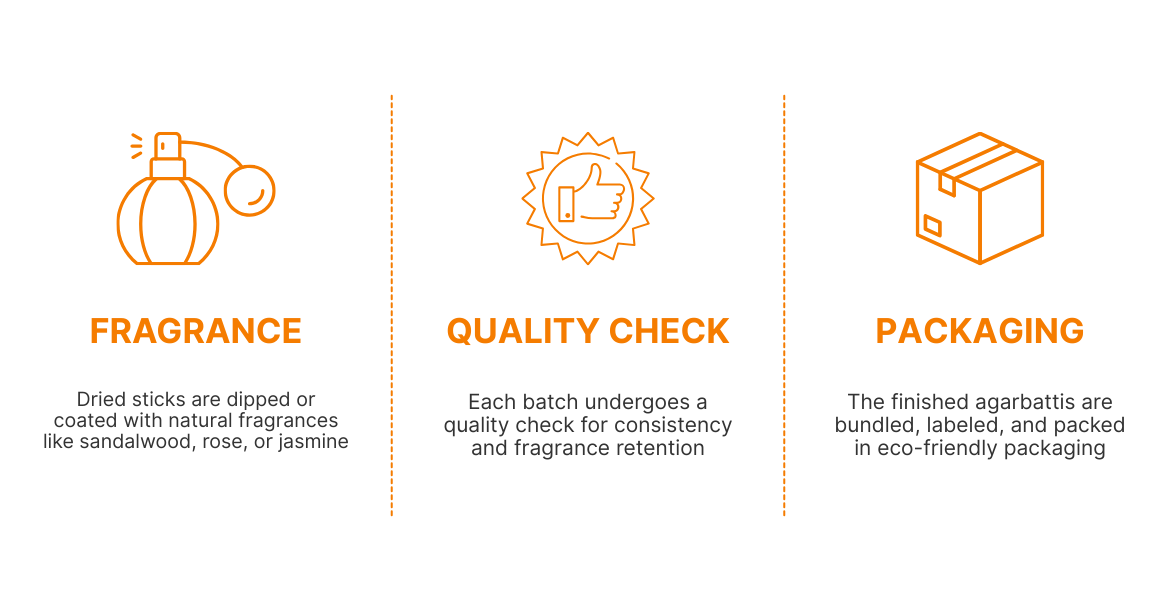 FRAGRANCE
Dried sticks are dipped or
coated with natural fragrances
like sandalwood, rose, or jasmine
QUALITY CHECK
Each batch undergoes a
quality check for consistency
and fragrance retention
PACKAGING
The finished agarbattis are
bundled, labeled, and packed
in eco-friendly packaging